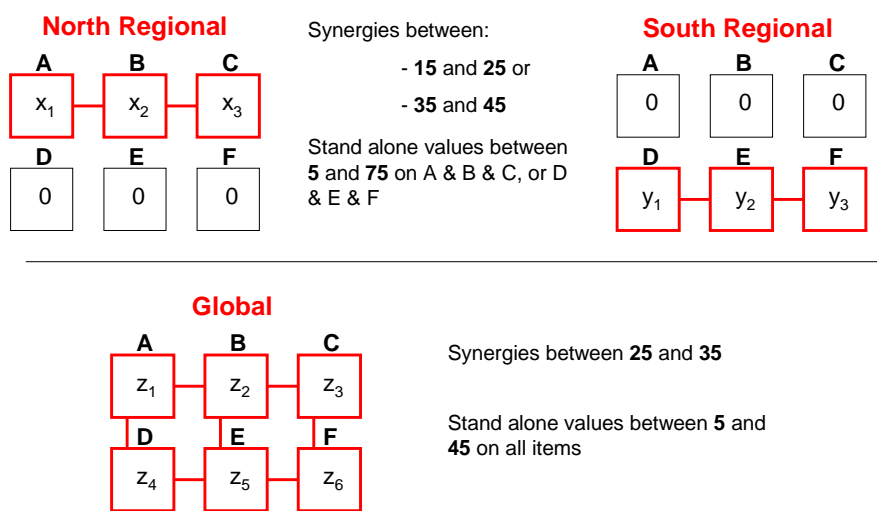 North Regional
A B C
x1 x2 x3
D E F
0 0 0
Synergies between:
- 15 and 25 or
- 35 and 45
Stand alone values between
5 and 75 on A & B & C, or D
& E & F
South Regional
A B C
0 0 0
D E F
y1 y2 y3
Global
A B C
z1 z2 z3
D E F
z4 z5 z6
Synergies between 25 and 35
Stand alone values between 5 and
45 on all items